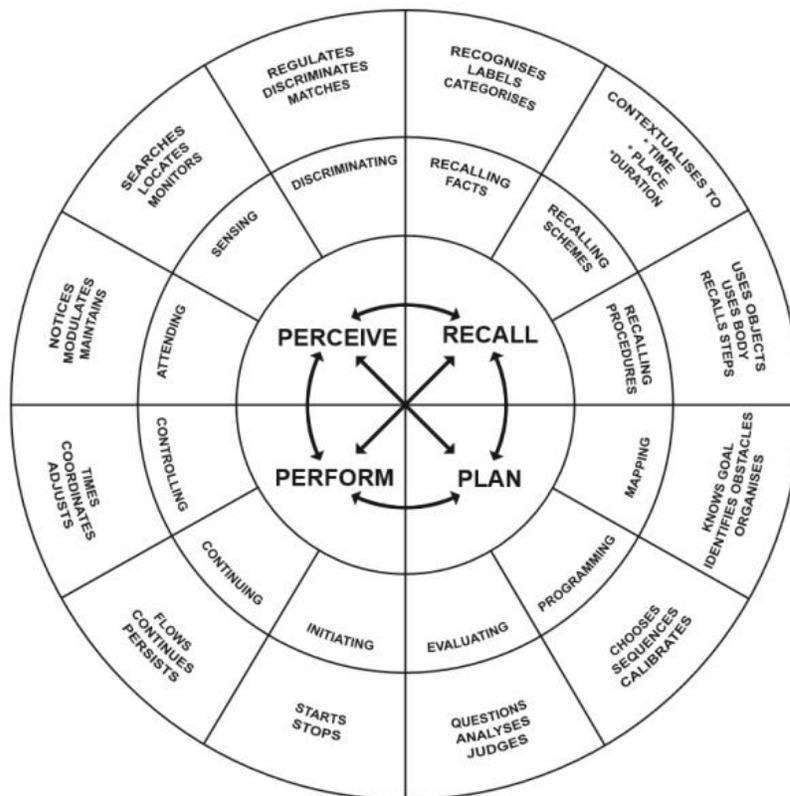 REGULATES
DISCRIMINATES
MATCHES
RECOGNISES
LABELS
CATEGORISES
CONTEXTUALISES TO
* TIME
* PLACE
*DURATION
USES OBJECTS
USES BODY
RECALLS STEPS
KNOWS GOAL
IDENTIFIES OBSTACLES
ORGANISES
CHOOSES
SEQUENCES
CALIBRATES
QUESTIONS
ANALYSES
JUDGES
STARTS
STOPS
FLOWS
CONTINUES
PERSISTS
TIMES
COORDINATES
ADJUSTS
NOTICES
MODULATES
MAINTAINS
SEARCHES
LOCATES
MONITORS
DISCRIMINATING
RECALLING
FACTS
RECALLING
SCHEMES
RECALLING
PROCEDURES
MAPPING
PROGRAMMING
EVALUATING
INITIATING
CONTINUING
CONTROLLING
ATTENDING
SENSING
PERCEIVE
RECALL
PERFORM
PLAN